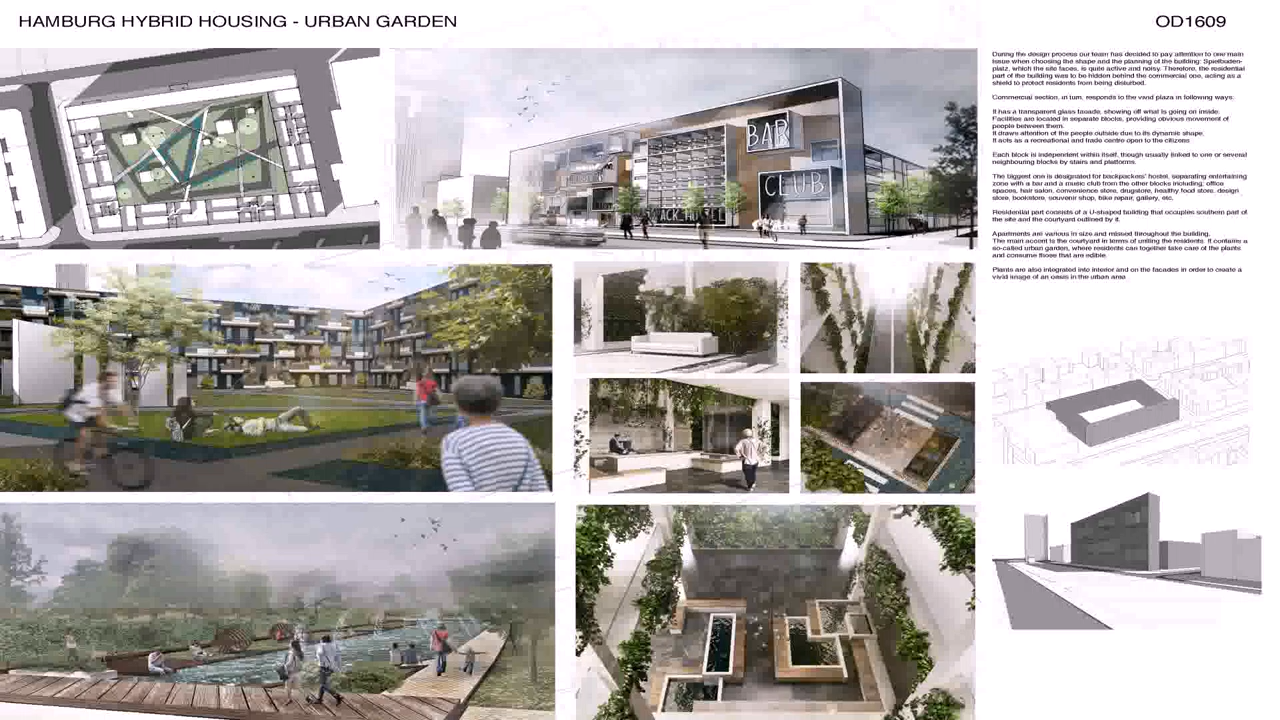 HAMBURG HYBRID HOUSING - URBAN GARDEN
OD1609
During the design process our team has decided to pay attention to one main
issue when choosing the shape and the planning of the building: Spielbuden-
platz, which the site faces, is quite active and noisy. Therefore, the residential
part of the building was to be hidden behind the commercial one, acting as a
shield to protect residents from being disturbed.
Commercial section, in turn, responds to the vivid plaza in following ways:
It has a transparent glass facade, showing off what is going on inside.
Facilities are located in separate blocks, providing obvious movement of
people between them.
It draws attention of the people outside due to its dynamic shape.
It acts as a recreational and trade centre open to the citizens
Each block is independent within itself, though usually linked to one or several
neighbouring blocks by stairs and platforms.
The biggest one is designated for backpackers' hostel, separating entertaining
zone with a bar and a music club from the other blocks including: office
spaces, hair salon, convenience store, drugstore, healthy food store, design
store, bookstore, souvenir shop, bike repair, gallery, etc.
Residential part consists of a U-shaped building that occupies southern part of
the site and the courtyard outlined by it.
Apartments are various in size and missed throughout the building.
The main accent to the courtyard in terms of uniting the residents. It contains a
so-called urban garden, where residents can together take care of the plants
and consume those that are edible.
Plants are also integrated into interior and on the facades in order to create a
vivid image of an oasis in the urban area.
BAR
CLUB